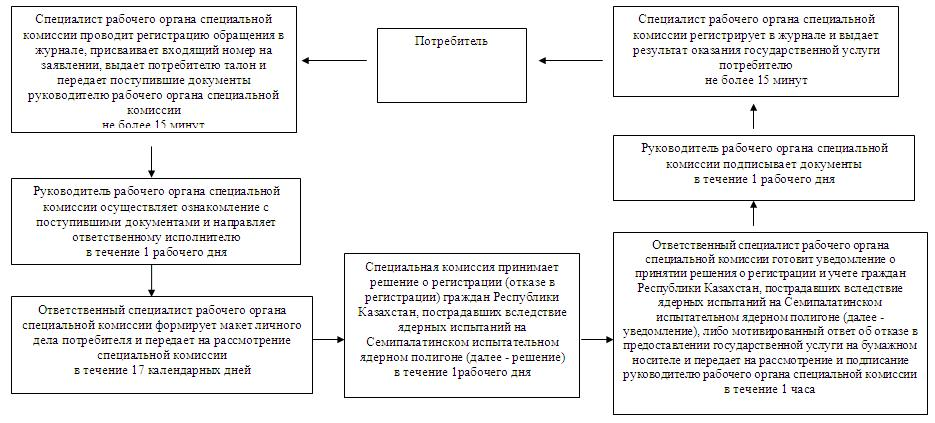 Потребитель
Специалист рабочего органа специальной
комиссии проводит регистрацию обращения в
журнале, присваивает входящий номер на
заявлении, выдает потребителю талон и
передает поступившие документы
руководителю рабочего органа специальной
комиссии
не более 15 минут
Руководитель рабочего органа специальной
комиссии осуществляет ознакомление с
поступившими документами и направляет
ответственному исполнителю
в течение 1 рабочего дня
Ответственный специалист рабочего органа
специальной комиссии формирует макет личного
дела потребителя и передает на рассмотрение
специальной комиссии
в течение 17 календарных дней
Специальная комиссия принимает
решение о регистрации (отказе в
регистрации) граждан Республики
Казахстан, пострадавших вследствие
ядерных испытаний на
Семипалатинском испытательном
ядерном полигоне (далее - решение)
в течение 1рабочего дня
Ответственный специалист рабочего органа
специальной комиссии готовит уведомление о
принятии решения о регистрации и учете граждан
Республики Казахстан, пострадавших вследствие
ядерных испытаний на Семипалатинском
испытательном ядерном полигоне (далее -
уведомление), либо мотивированный ответ об отказе в
предоставлении государственной услуги на бумажном
носителе и передает на рассмотрение и подписание
руководителю рабочего органа специальной комиссии
в течение 1 часа
Руководитель рабочего органа специальной
комиссии подписывает документы
в течение 1 рабочего дня
Специалист рабочего органа специальной
комиссии регистрирует в журнале и выдает
результат оказания государственной услуги
потребителю
не более 15 минут